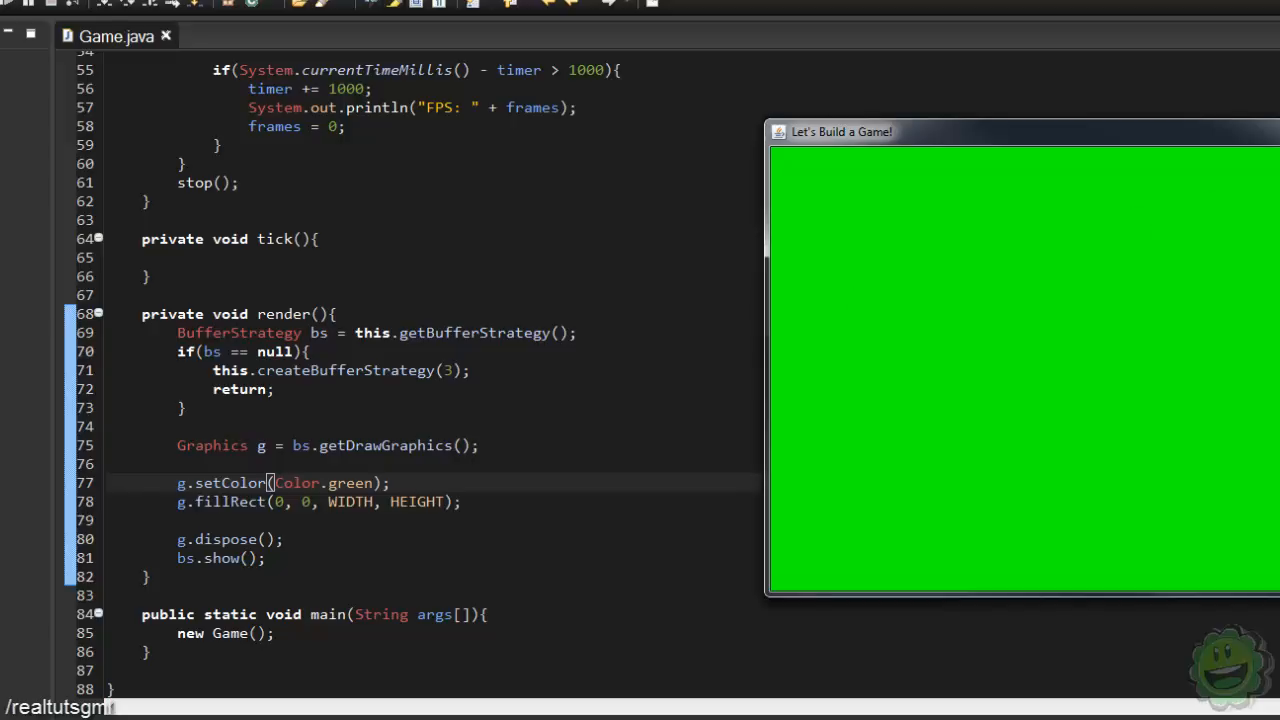 Game.java
54
55 if(System.currentTimeMillis() - timer > 1000){
56 timer += 1000;
57 System.out.println("FPS: " + frames);
58 frames = 0;
59 }
60 }
61 stop();
62 }
63
64 private void tick(){
65
66 }
67
68 private void render(){
69 BufferStrategy bs = this.getBufferStrategy();
70 if(bs == null){
71 this.createBufferStrategy(3);
72 return;
73 }
74
75 Graphics g = bs.getDrawGraphics();
76
77 g.setColor(Color.green);
78 g.fillRect(0, 0, WIDTH, HEIGHT);
79
80 g.dispose();
81 bs.show();
82 }
83
84 public static void main(String args[]){
85 new Game();
86 }
87
88 }
Let's Build a Game!